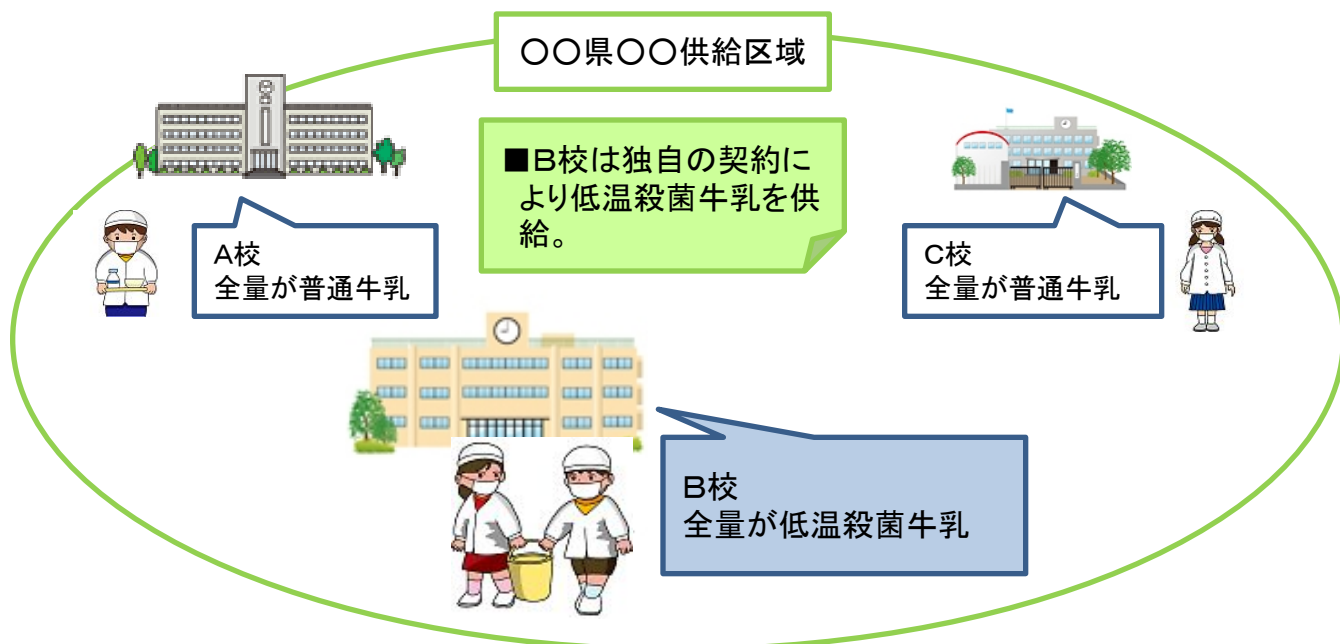 〇〇県〇〇供給区域
■B校は独自の契約に
より低温殺菌牛乳を供
給。
A校
全量が普通牛乳
C校
全量が普通牛乳
B校
全量が低温殺菌牛乳